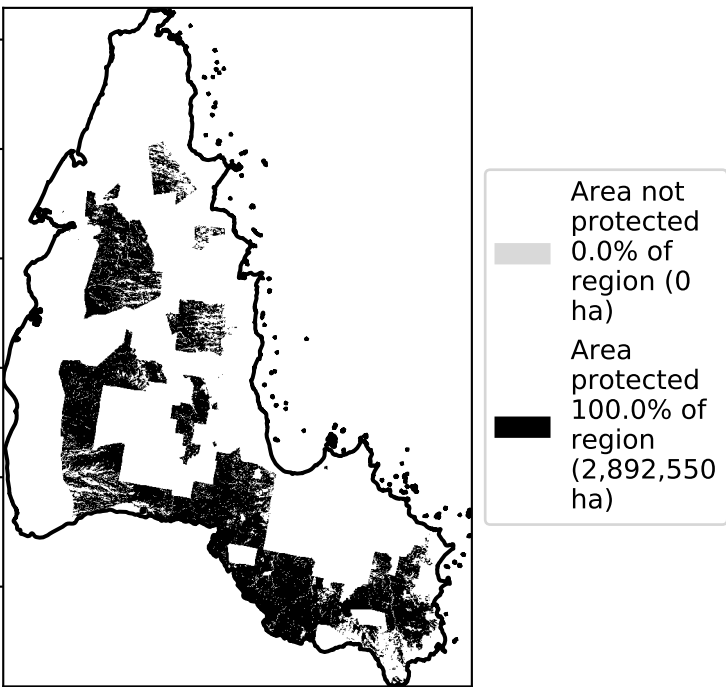 Area not
protected
0.0% of
region (0
ha)
Area
protected
100.0% of
region
(2,892,550
ha)